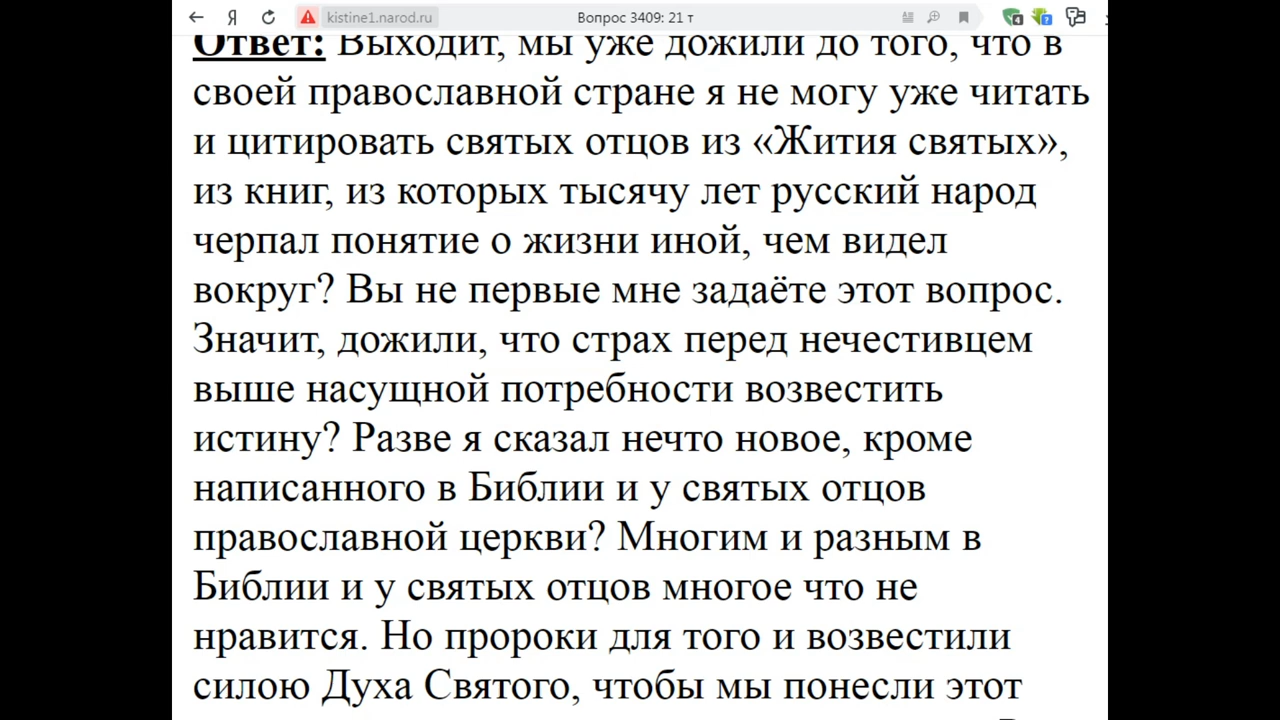 Я kistine1.narod.ru Вопрос 3409: 21 т
Ответ: Выходит, мы уже дожили до того, что в
своей православной стране я не могу уже читать
и цитировать святых отцов из «Жития святых»,
из книг, из которых тысячу лет русский народ
черпал понятие о жизни иной, чем видел
вокруг? Вы не первые мне задаёте этот вопрос.
Значит, дожили, что страх перед нечестивцем
выше насущной потребности возвестить
истину? Разве я сказал нечто новое, кроме
написанного в Библии и у святых отцов
православной церкви? Многим и разным в
Библии и у святых отцов многое что не
нравится. Но пророки для того и возвестили
силою Духа Святого, чтобы мы понесли этот